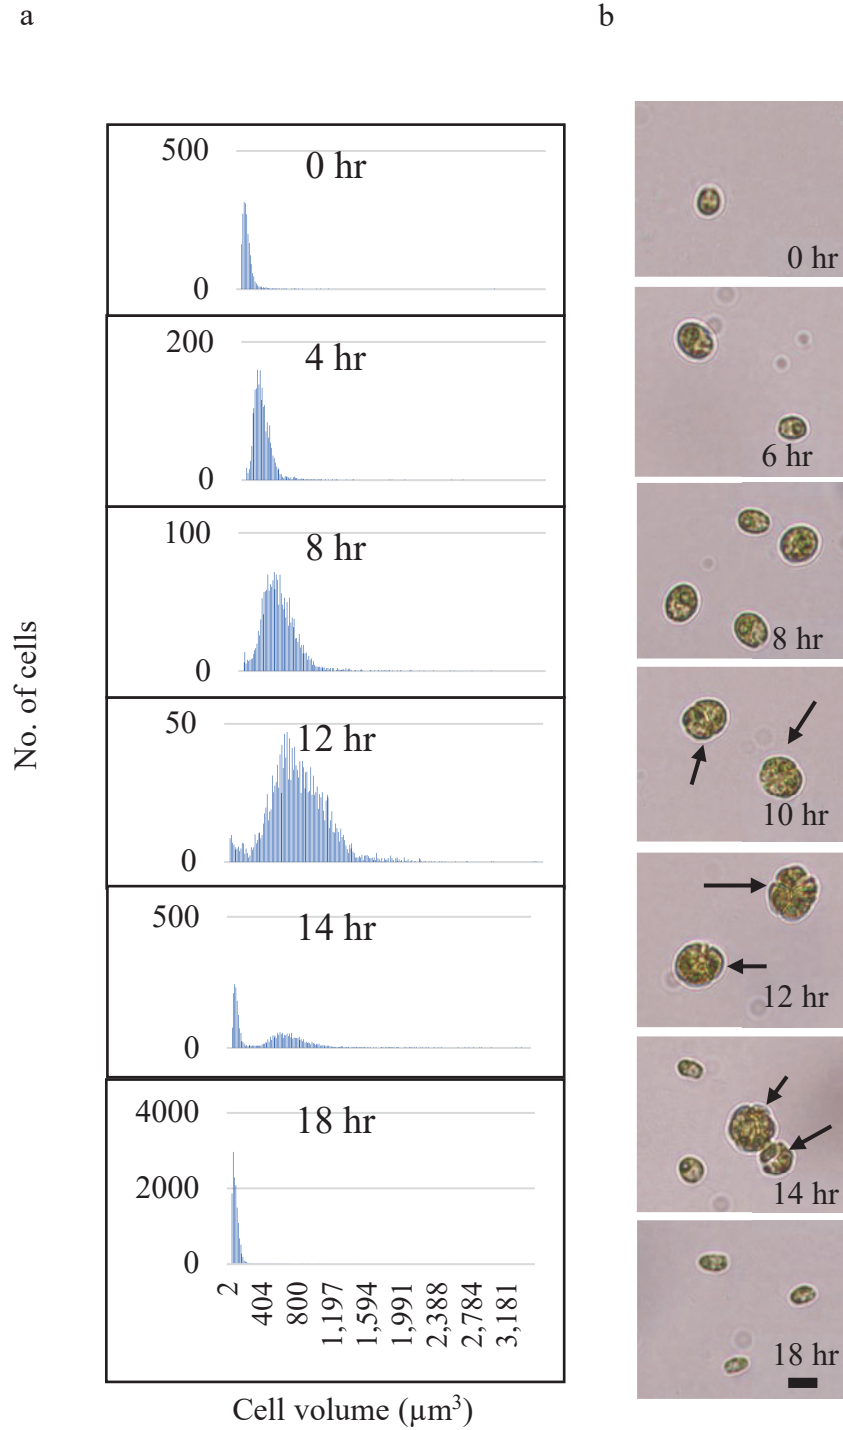 a
b
No. of cells
500
0 hr
0
200
4 hr
0
100
8 hr
0
50
12 hr
0
500
14 hr
0
4000
18 hr
2000
0
2
404
800
1,197
1,594
1,991
2,388
2,784
3,181
Cell volume (µm³)
0 hr
6 hr
8 hr
10 hr
12 hr
14 hr
18 hr